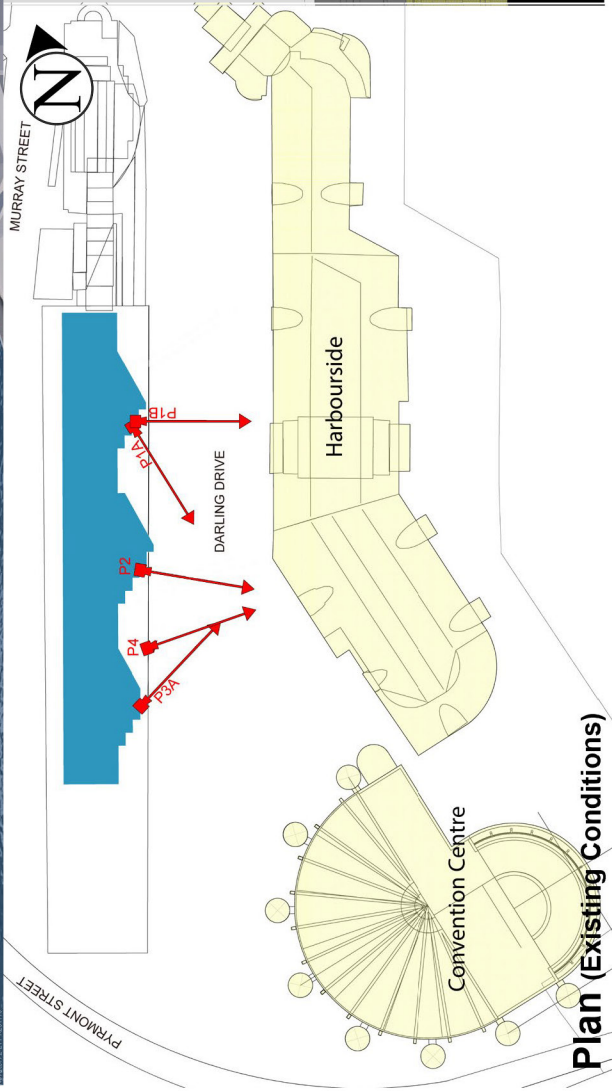 N
MURRAY STREET
P1B
P1A
DARLING DRIVE
Harbourside
P2
P4
P3A
Convention Centre
PYRMONT STREET
Plan (Existing Conditions)